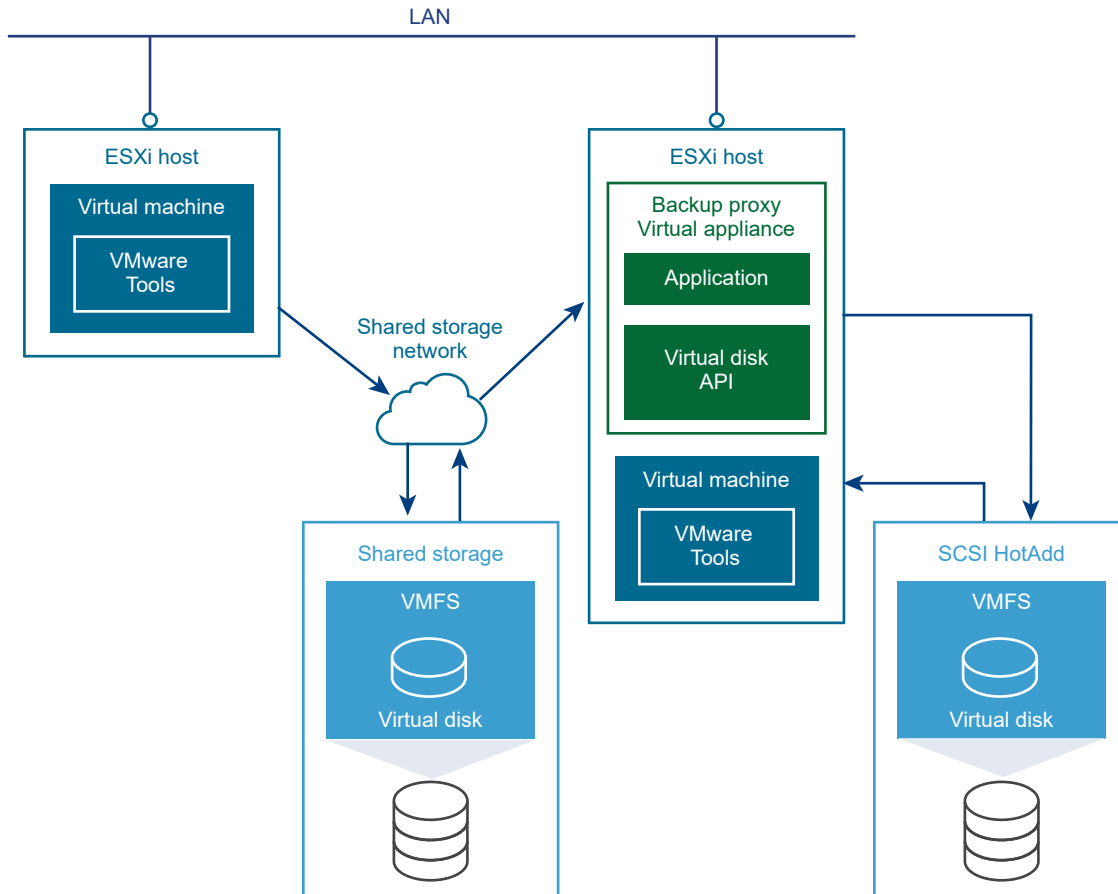 LAN
ESXi host
Virtual machine
VMware
Tools
Shared storage
network
ESXi host
Backup proxy
Virtual appliance
Application
Virtual disk
API
Virtual machine
VMware
Tools
Shared storage
VMFS
Virtual disk
SCSI HotAdd
VMFS
Virtual disk